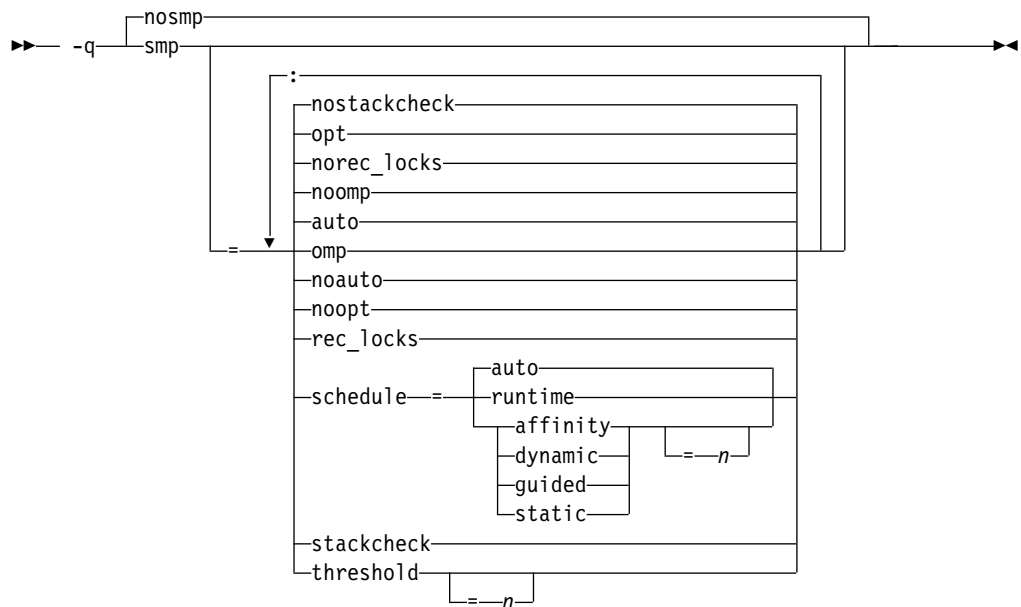 nosmp
-q smp
:
nostackcheck
opt
norec_locks
noomp
auto
= omp
noauto
noopt
rec_locks
auto
schedule = runtime
affinity
dynamic = n
guided
static
stackcheck
threshold
= n